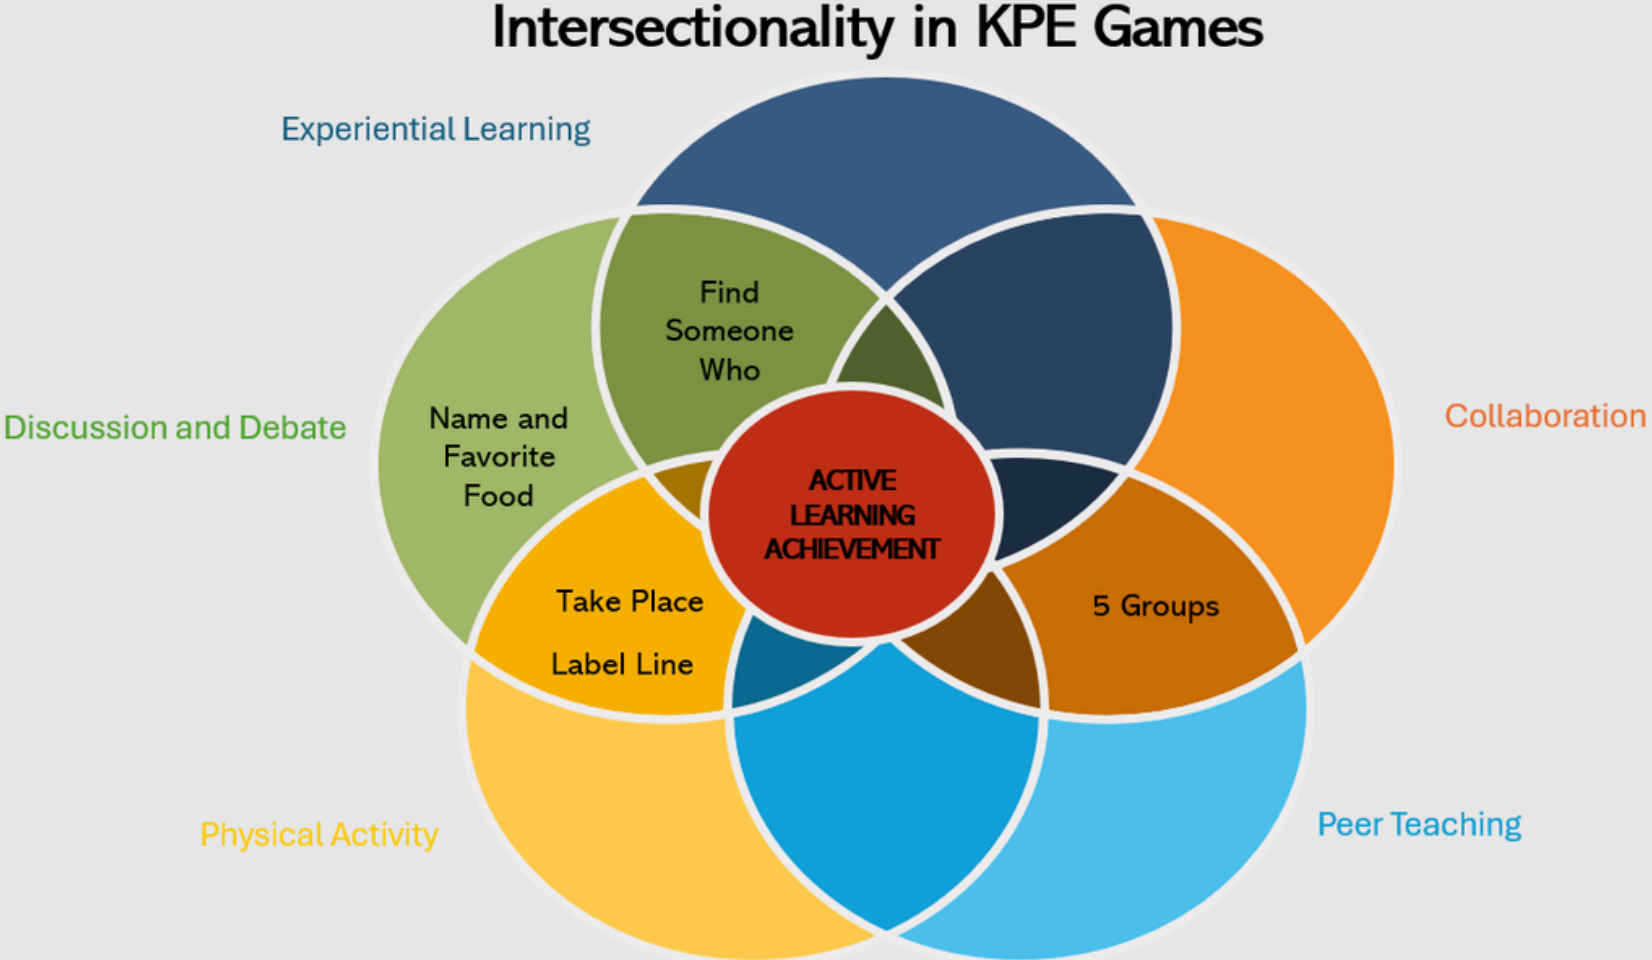 Intersectionality in KPE Games
Experiential Learning
Find
Someone
Who
Discussion and Debate
Name and
Favorite
Food
Collaboration
ACTIVE
LEARNING
ACHIEVEMENT
Take Place
Label Line
5 Groups
Physical Activity
Peer Teaching